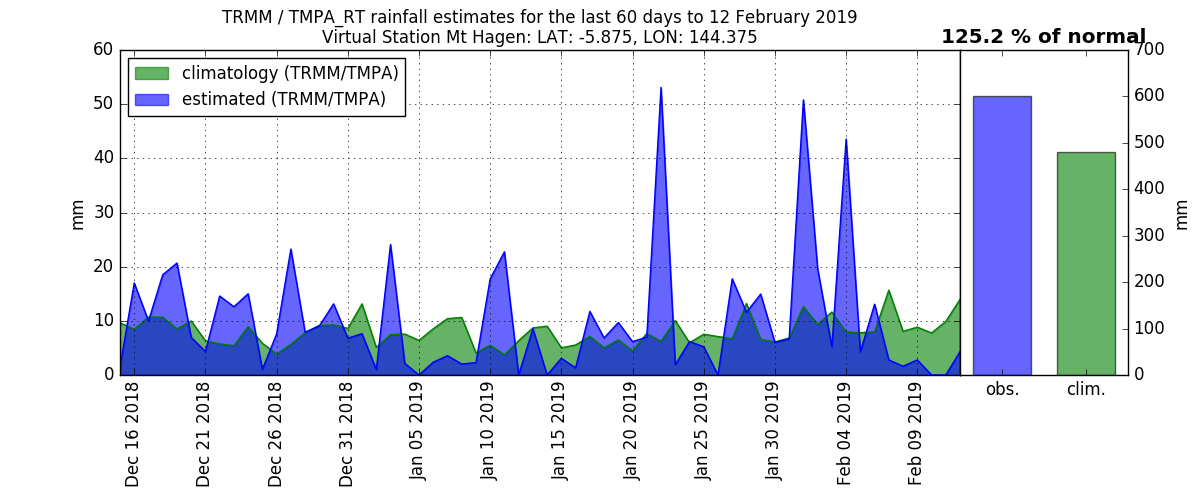 TRMM / TMPA_RT rainfall estimates for the last 60 days to 12 February 2019
Virtual Station Mt Hagen: LAT: -5.875, LON: 144.375
125.2 % of normal
climatology (TRMM/TMPA)
estimated (TRMM/TMPA)
mm
60
50
40
30
20
10
0
Dec 16 2018
Dec 21 2018
Dec 26 2018
Dec 31 2018
Jan 05 2019
Jan 10 2019
Jan 15 2019
Jan 20 2019
Jan 25 2019
Jan 30 2019
Feb 04 2019
Feb 09 2019
obs.
clim.
700
600
500
400
300
200
100
0
mm